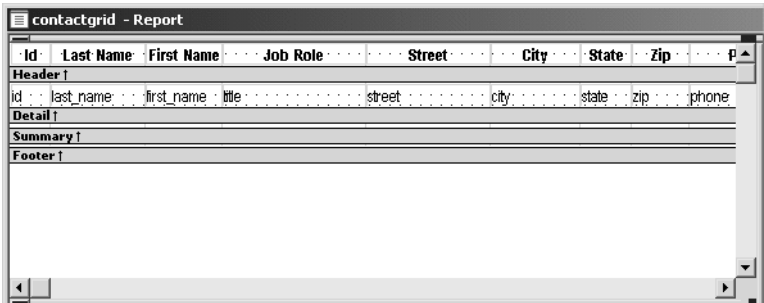 contactgrid - Report
Id Last Name First Name Job Role Street City State Zip P
Header ↑
id last_name first_name title street city state zip phone
Detail ↑
Summary ↑
Footer ↑